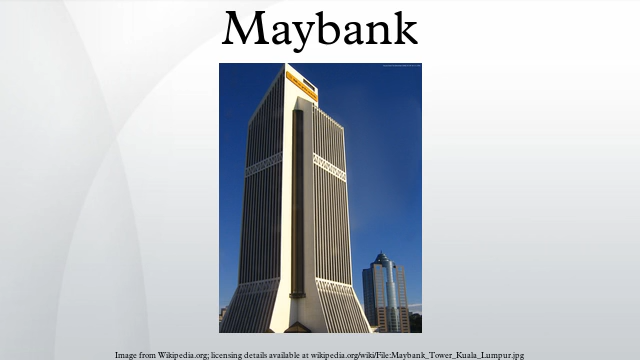 Maybank
Image from Wikipedia.org; licensing details available at wikipedia.org/wiki/File:Maybank_Tower_Kuala_Lumpur.jpg